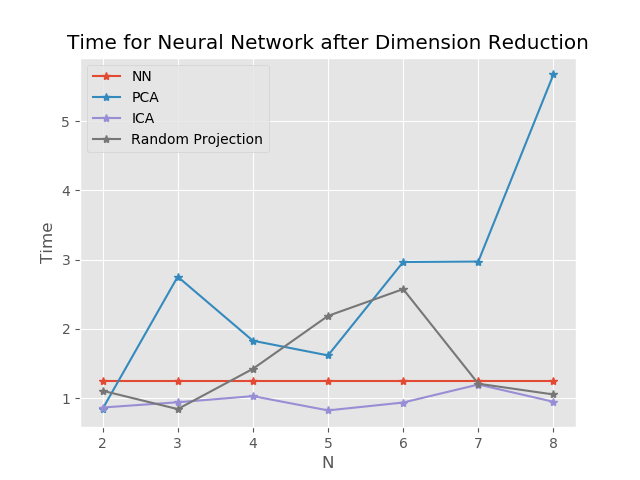 Time for Neural Network after Dimension Reduction
NN
PCA
ICA
Random Projection
5
4
3
2
1
Time
2 3 4 5 6 7 8
N